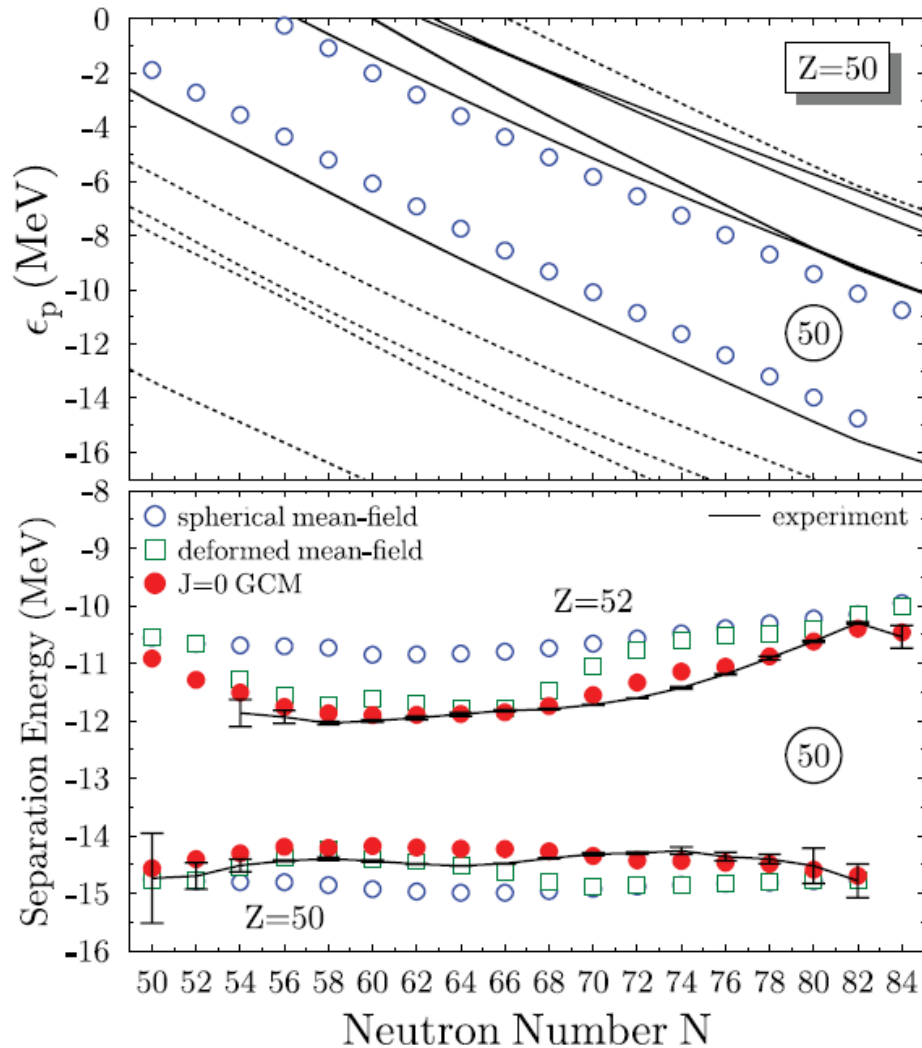 0
-2
-4
-6
-8
-10
-12
-14
-16
ϵp (MeV)
Z=50
50
-8
-9
-10
-11
-12
-13
-14
-15
-16
Separation Energy (MeV)
spherical mean-field
deformed mean-field
J=0 GCM
experiment
Z=52
50
Z=50
50 52 54 56 58 60 62 64 66 68 70 72 74 76 78 80 82 84
Neutron Number N